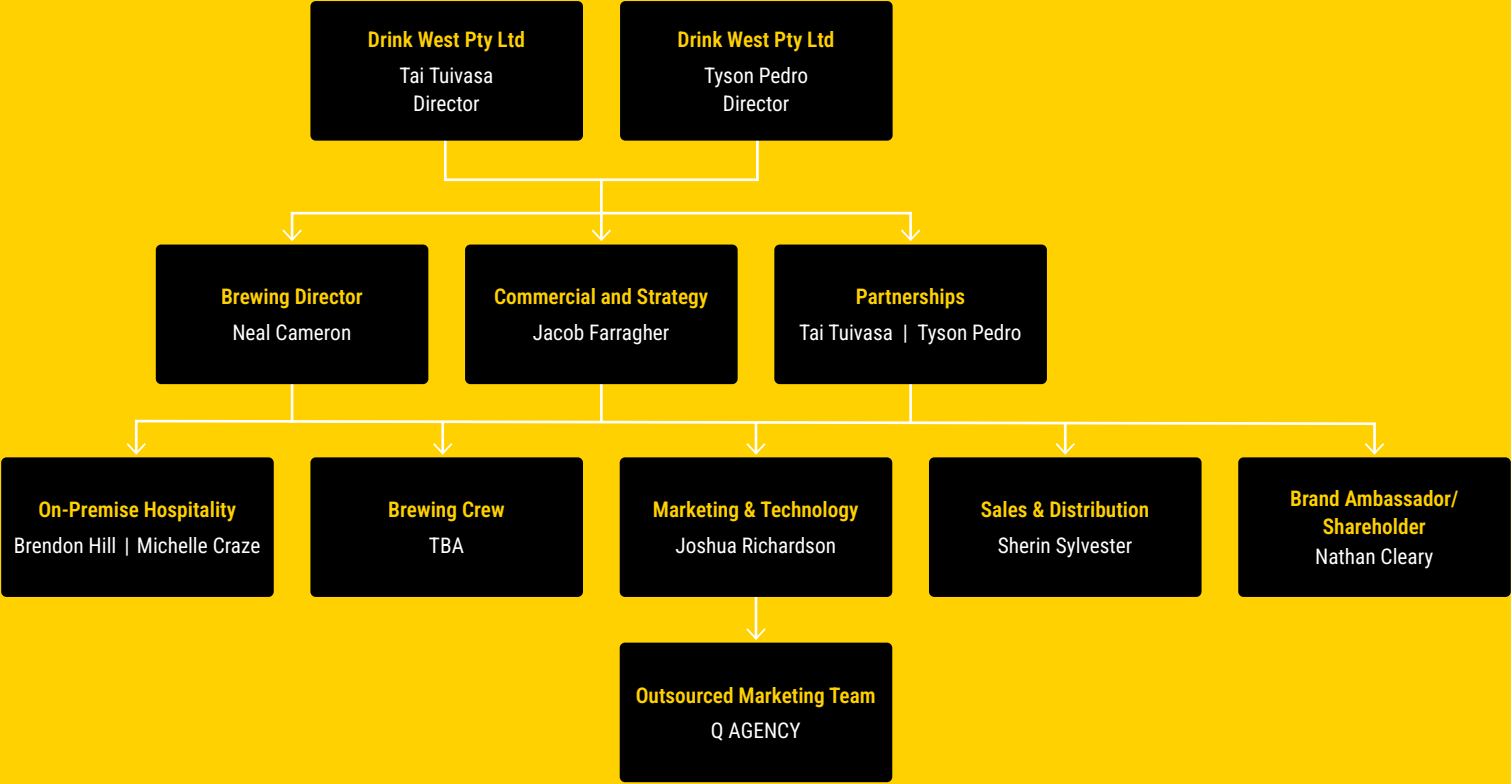 Drink West Pty Ltd
Tai Tuivasa
Director
Drink West Pty Ltd
Tyson Pedro
Director
Brewing Director
Neal Cameron
Commercial and Strategy
Jacob Farragher
Partnerships
Tai Tuivasa | Tyson Pedro
On-Premise Hospitality
Brendon Hill | Michelle Craze
Brewing Crew
TBA
Marketing & Technology
Joshua Richardson
Sales & Distribution
Sherin Sylvester
Brand Ambassador/
Shareholder
Nathan Cleary
Outsourced Marketing Team
Q AGENCY